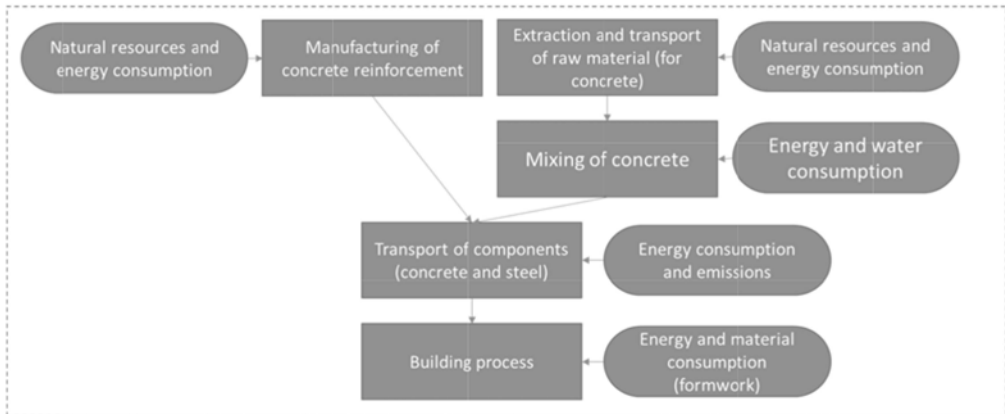 Natural resources and
energy consumption
Manufacturing of
concrete reinforcement
Extraction and transport
of raw material (for
concrete)
Natural resources and
energy consumption
Mixing of concrete
Energy and water
consumption
Transport of components
(concrete and steel)
Energy consumption
and emissions
Building process
Energy and material
consumption
(formwork)